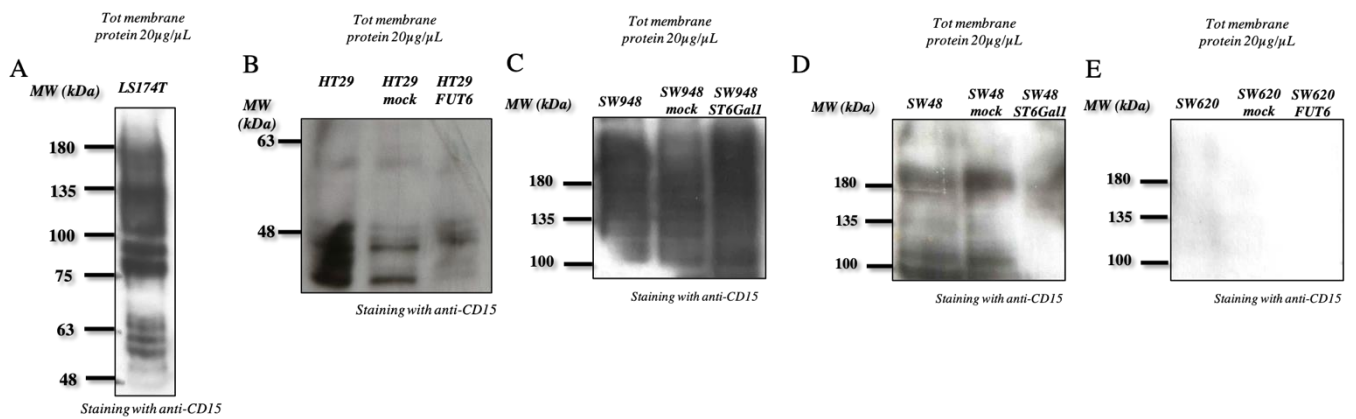 A
Tot membrane
protein 20µg/µL
MW (kDa)
LS174T
180
135
100
75
63
48
Staining with anti-CD15
B
Tot membrane
protein 20µg/µL
MW
(kDa)
HT29
HT29
mock
HT29
FUT6
63
48
Staining with anti-CD15
C
Tot membrane
protein 20µg/µL
MW (kDa)
SW948
SW948
mock
SW948
ST6Gal1
180
135
100
Staining with anti-CD15
D
Tot membrane
protein 20µg/µL
MW (kDa)
SW48
SW48
mock
SW48
ST6Gal1
180
135
100
Staining with anti-CD15
E
Tot membrane
protein 20µg/µL
MW (kDa)
SW620
SW620
mock
SW620
FUT6
180
135
100
Staining with anti-CD15